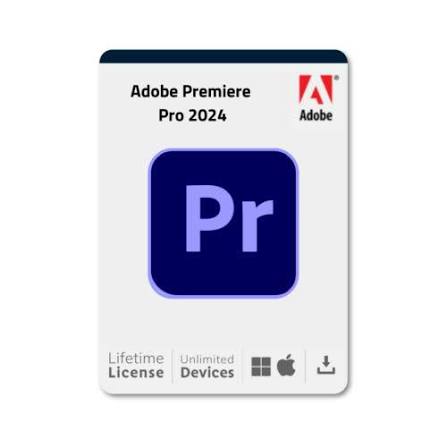 Adobe Premiere
Pro 2024
Adobe
Pr
Lifetime
License
Unlimited
Devices